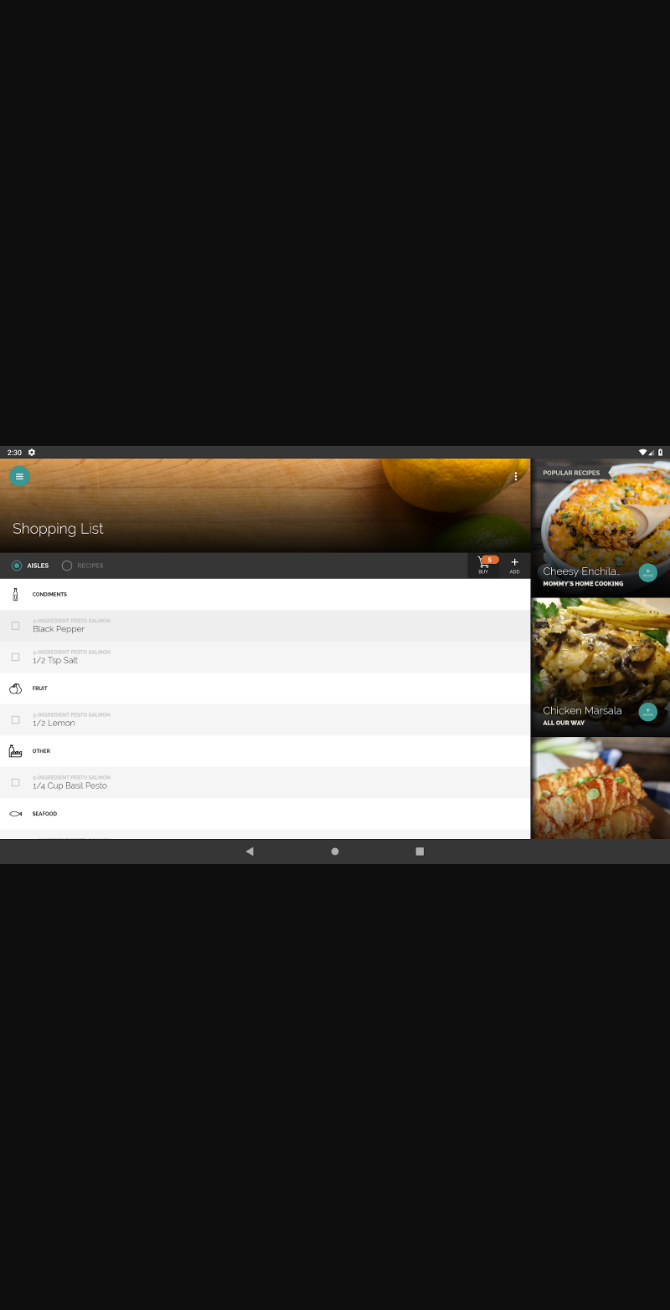 2:30
Shopping List
AISLES
RECIPES
5
BUY
ADD
CONDIMENTS
5-INGREDIENT PESTO SALMON
Black Pepper
5-INGREDIENT PESTO SALMON
1/2 Tsp Salt
FRUIT
5-INGREDIENT PESTO SALMON
1/2 Lemon
OTHER
5-INGREDIENT PESTO SALMON
1/4 Cup Basil Pesto
SEAFOOD
POPULAR RECIPES
Cheesy Enchila...
MOMMY'S HOME COOKING
Chicken Marsala
ALL OUR WAY